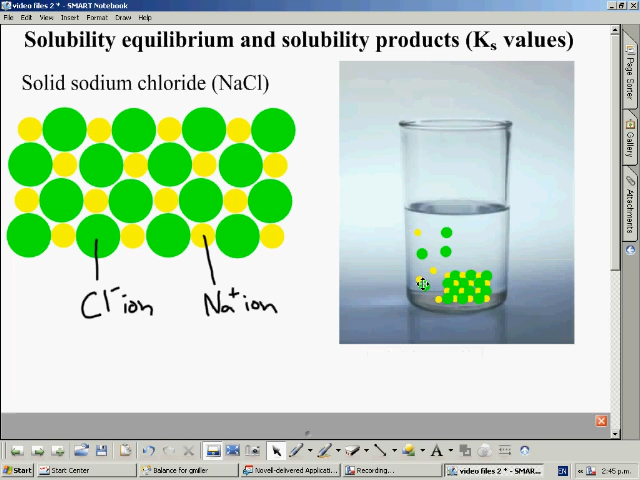 video files 2 * - SMART Notebook
File Edit View Insert Format Draw Help
Solubility equilibrium and solubility products (Ks values)
Solid sodium chloride (NaCl)
Cl⁻ ion Na⁺ ion
Page Sorter
Gallery
Attachments
Start Start Center Balance for gmiller Novell-delivered Applicati... Recording... video files 2 * - SMAR... EN « 2:45 p.m.